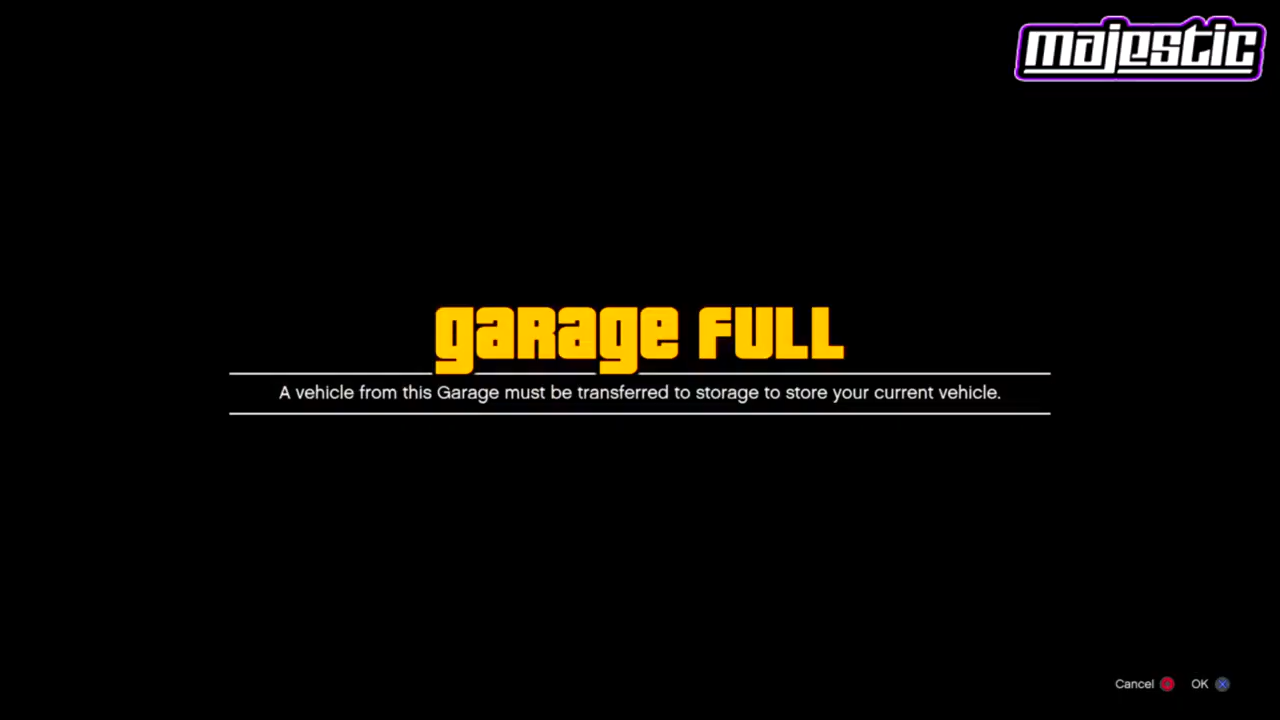 majestic
garage FULL
A vehicle from this Garage must be transferred to storage to store your current vehicle.
Cancel OK